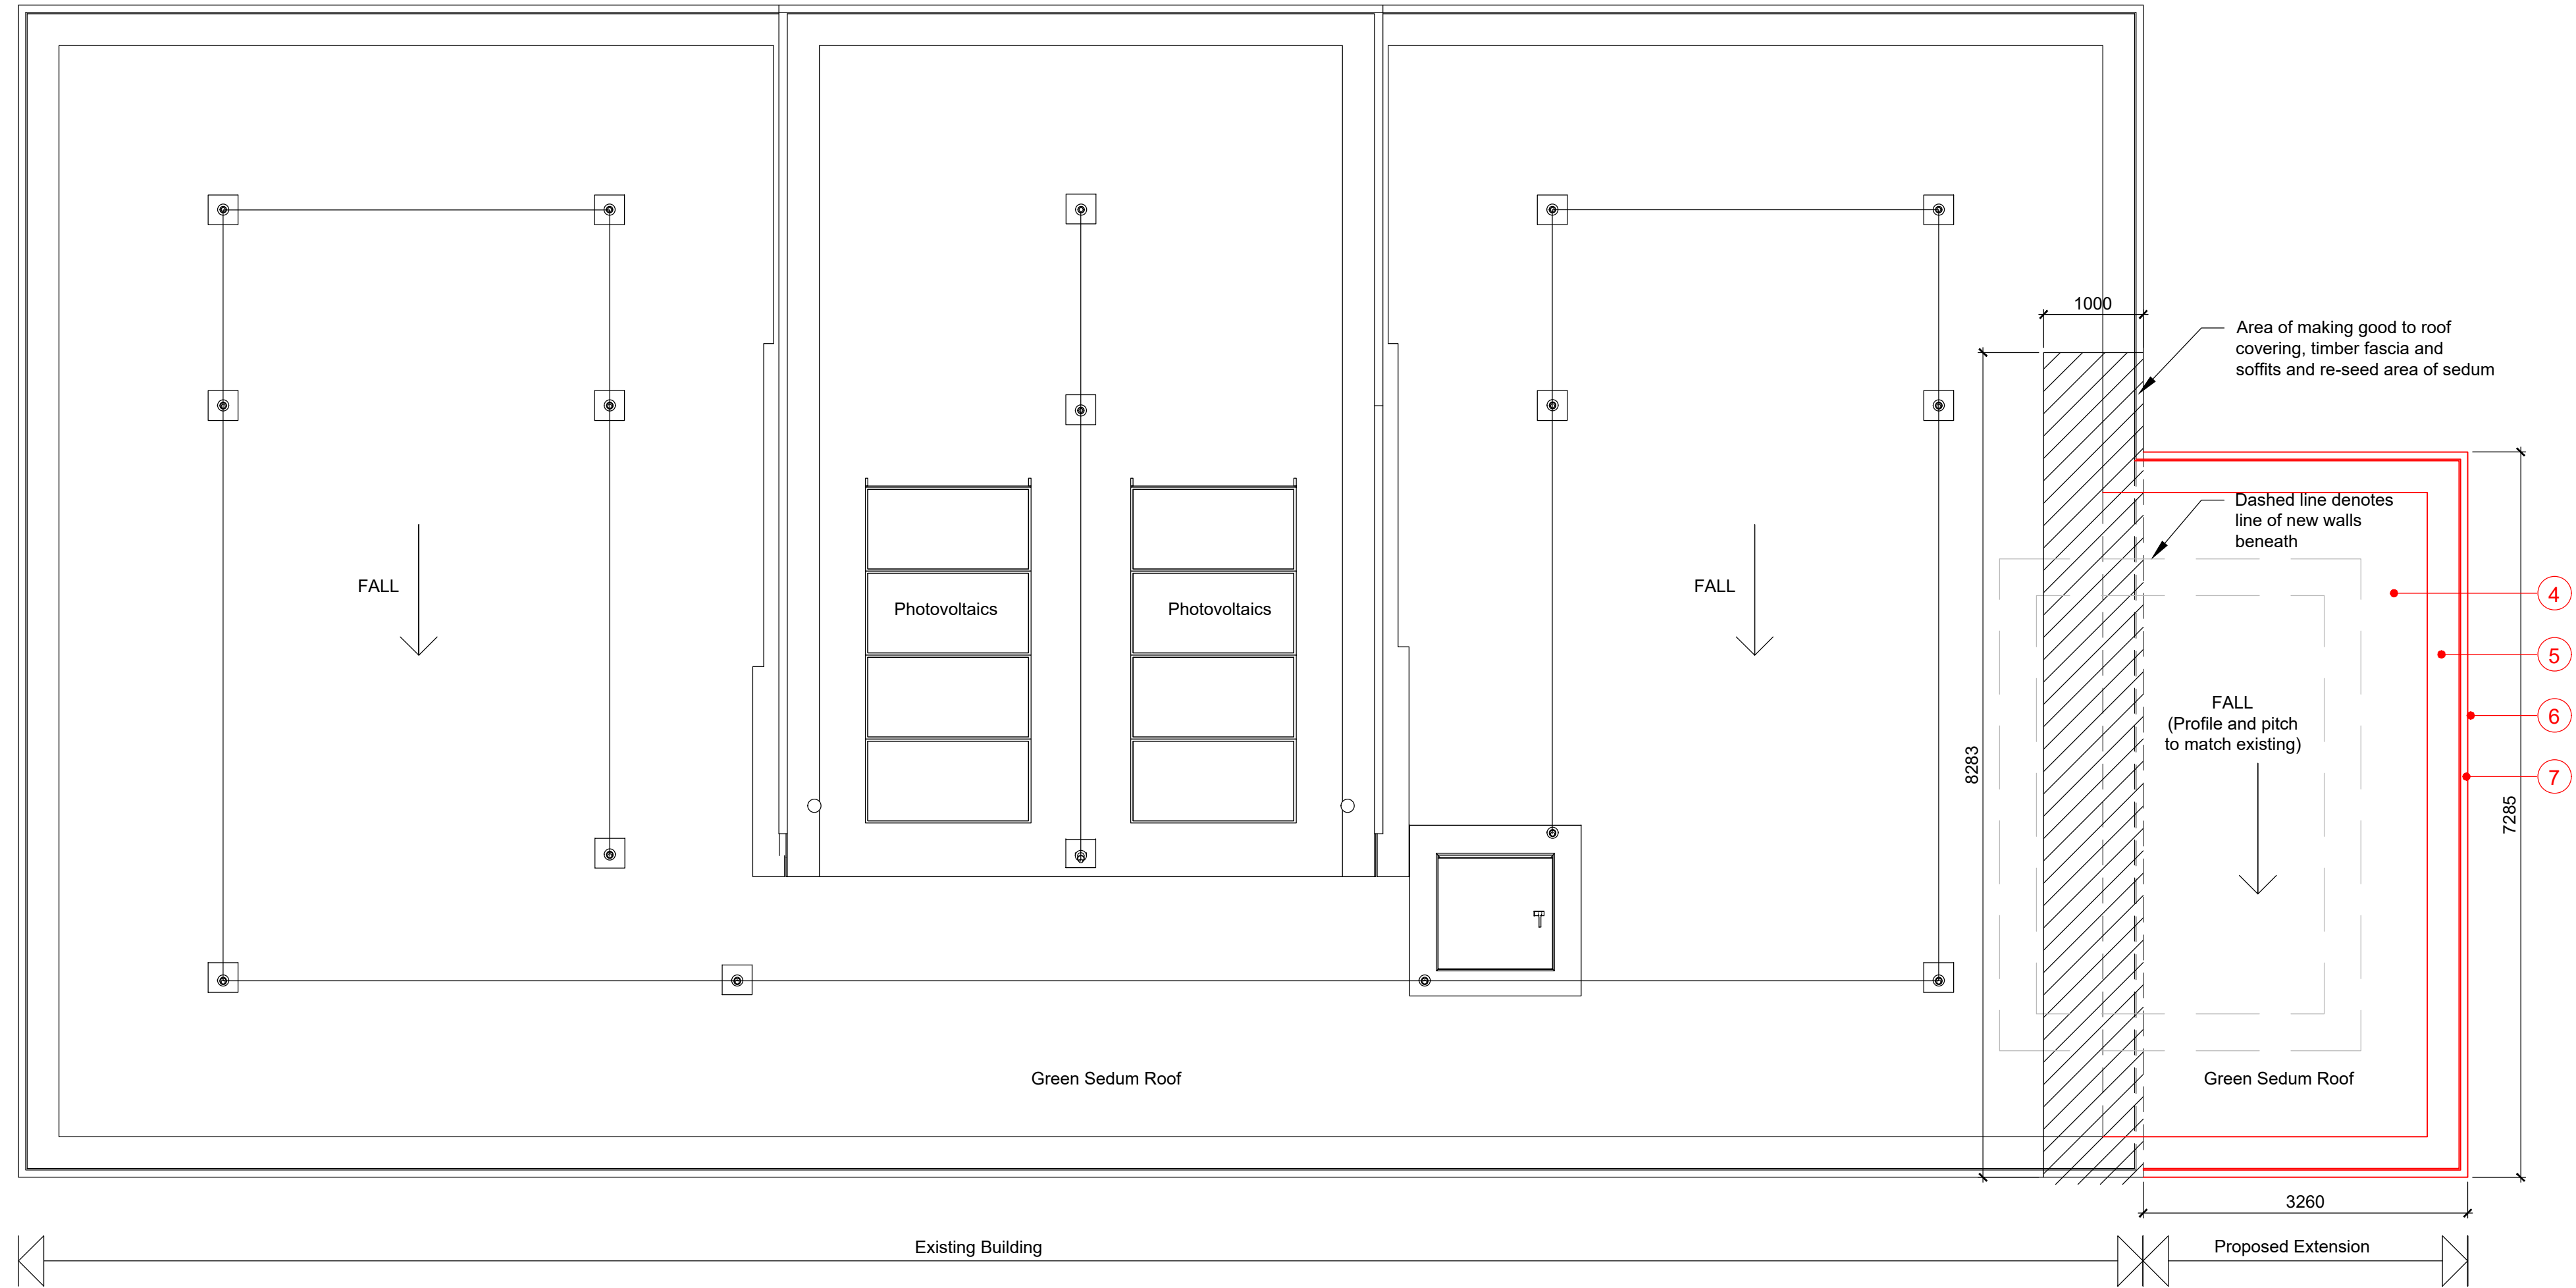 1000
Area of making good to roof
covering, timber fascia and
soffits and re-seed area of sedum
Dashed line denotes
line of new walls
beneath
FALL
Photovoltaics
Photovoltaics
FALL
4
5
6
7
FALL
(Profile and pitch
to match existing)
8283
7285
Green Sedum Roof
Green Sedum Roof
3260
Existing Building
Proposed Extension